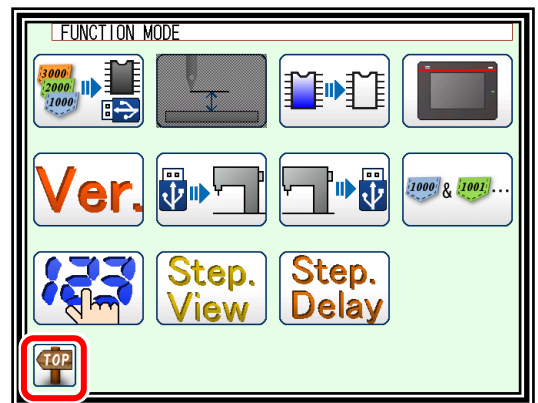 FUNCTION MODE
3000
2000
1000
Ver.
1000 & 1001 ...
123
Step.
View
Step.
Delay
TOP